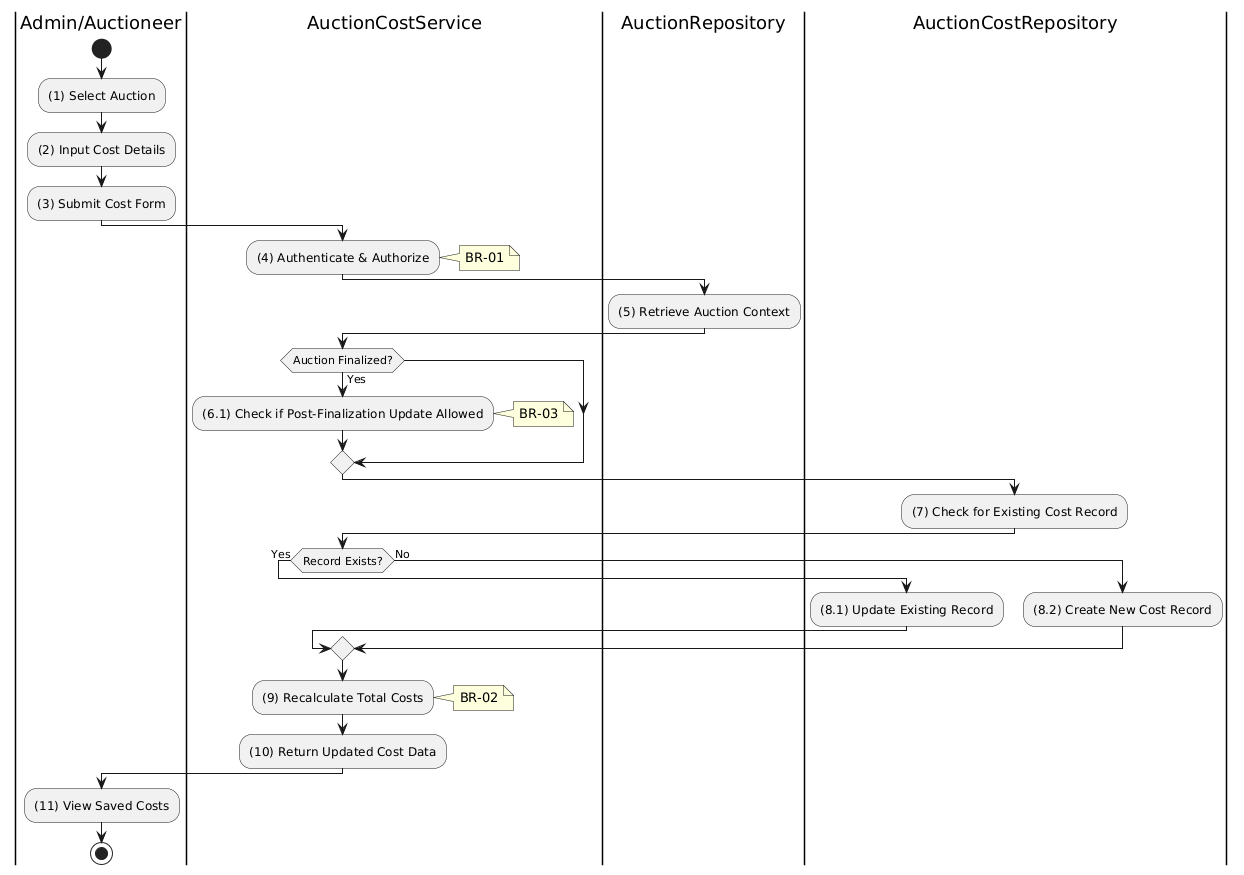 Admin/Auctioneer
AuctionCostService
AuctionRepository
AuctionCostRepository
(1) Select Auction
(2) Input Cost Details
(3) Submit Cost Form
(4) Authenticate & Authorize
BR-01
(5) Retrieve Auction Context
Auction Finalized?
Yes
(6.1) Check if Post-Finalization Update Allowed
BR-03
(7) Check for Existing Cost Record
Yes
Record Exists?
No
(8.1) Update Existing Record
(8.2) Create New Cost Record
(9) Recalculate Total Costs
BR-02
(10) Return Updated Cost Data
(11) View Saved Costs